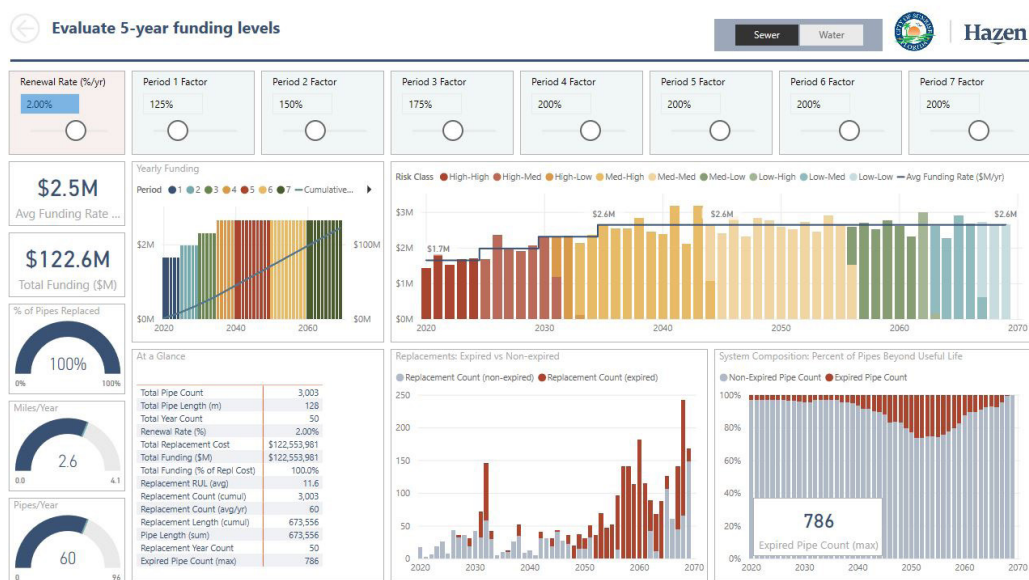 Evaluate 5-year funding levels
Sewer Water
CITY OF SUNRISE FLORIDA
Hazen
Renewal Rate (%/yr)
2.00%
Period 1 Factor
125%
Period 2 Factor
150%
Period 3 Factor
175%
Period 4 Factor
200%
Period 5 Factor
200%
Period 6 Factor
200%
Period 7 Factor
200%
$2.5M
Avg Funding Rate ...
$122.6M
Total Funding ($M)
% of Pipes Replaced
100%
0% 100%
Miles/Year
2.6
0.0 4.1
Pipes/Year
60
0 96
Yearly Funding
Period 1 2 3 4 5 6 7 Cumulative...
$2M $100M
$0M $0M
2020 2040 2060
Risk Class High-High High-Med High-Low Med-High Med-Med Med-Low Low-High Low-Med Low-Low Avg Funding Rate ($M/yr)
$3M
$2M
$1M
$0M
$1.7M $2.6M $2.6M $2.6M
2020 2030 2040 2050 2060 2070
At a Glance
Total Pipe Count 3,003
Total Pipe Length (m) 128
Total Year Count 50
Renewal Rate (%) 2.00%
Total Replacement Cost $122,553,981
Total Funding ($M) $122,553,981
Total Funding (% of Repl Cost) 100.0%
Replacement RUL (avg) 11.6
Replacement Count (cumul) 3,003
Replacement Count (avg/yr) 60
Replacement Length (cumul) 673,556
Pipe Length (sum) 673,556
Replacement Year Count 50
Expired Pipe Count (max) 786
Replacements: Expired vs Non-expired
Replacement Count (non-expired) Replacement Count (expired)
250
200
150
100
50
0
2020 2030 2040 2050 2060 2070
System Composition: Percent of Pipes Beyond Useful Life
Non-Expired Pipe Count Expired Pipe Count
100%
80%
60%
40%
20%
0%
786
Expired Pipe Count (max)
2020 2030 2040 2050 2060 2070